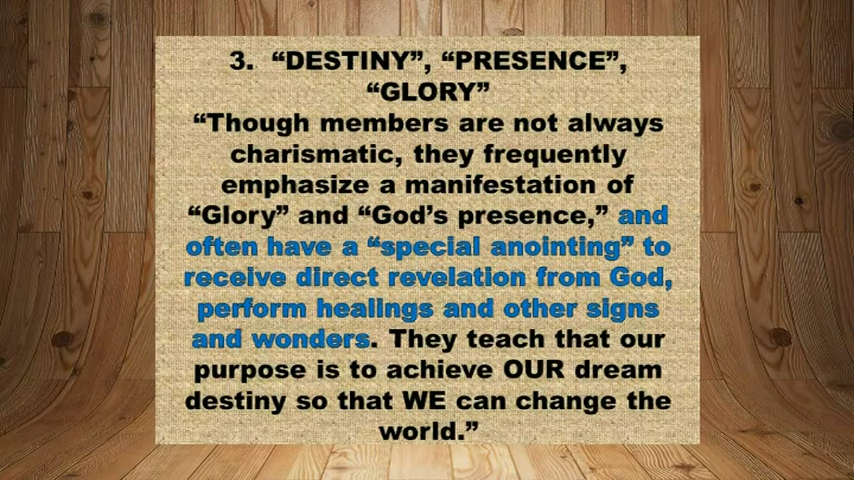 3.  “DESTINY”, “PRESENCE”,
“GLORY”
“Though members are not always
charismatic, they frequently
emphasize a manifestation of
“Glory” and “God’s presence,” and
often have a “special anointing” to
receive direct revelation from God,
perform healings and other signs
and wonders. They teach that our
purpose is to achieve OUR dream
destiny so that WE can change the
world.”